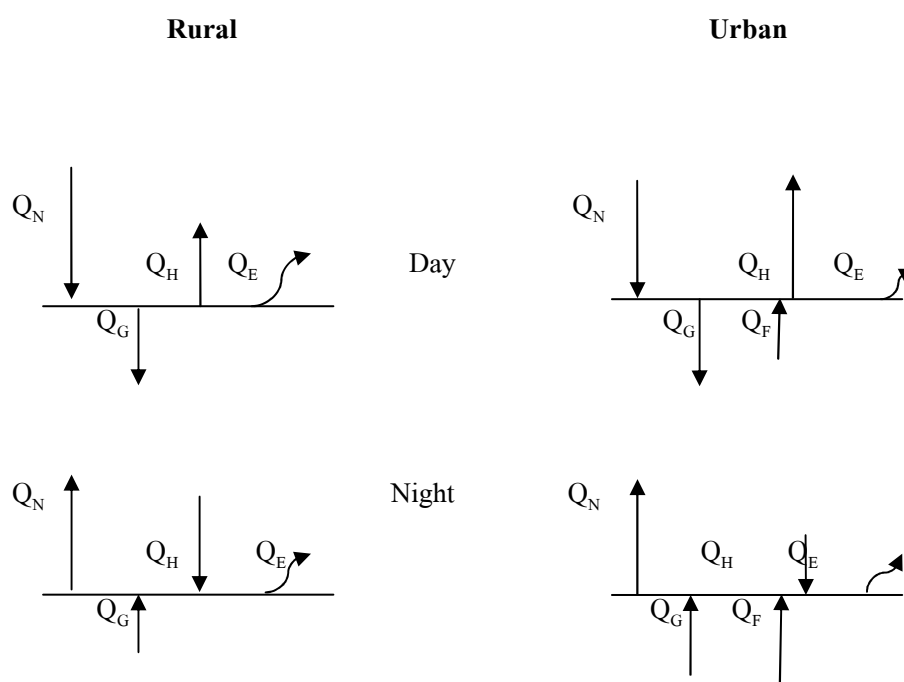 Rural Urban
Q_N Q_N
Q_H Q_E Day Q_H Q_E
Q_G Q_G Q_F
Q_N Night Q_N
Q_H Q_E Q_H Q_E
Q_G Q_G Q_F